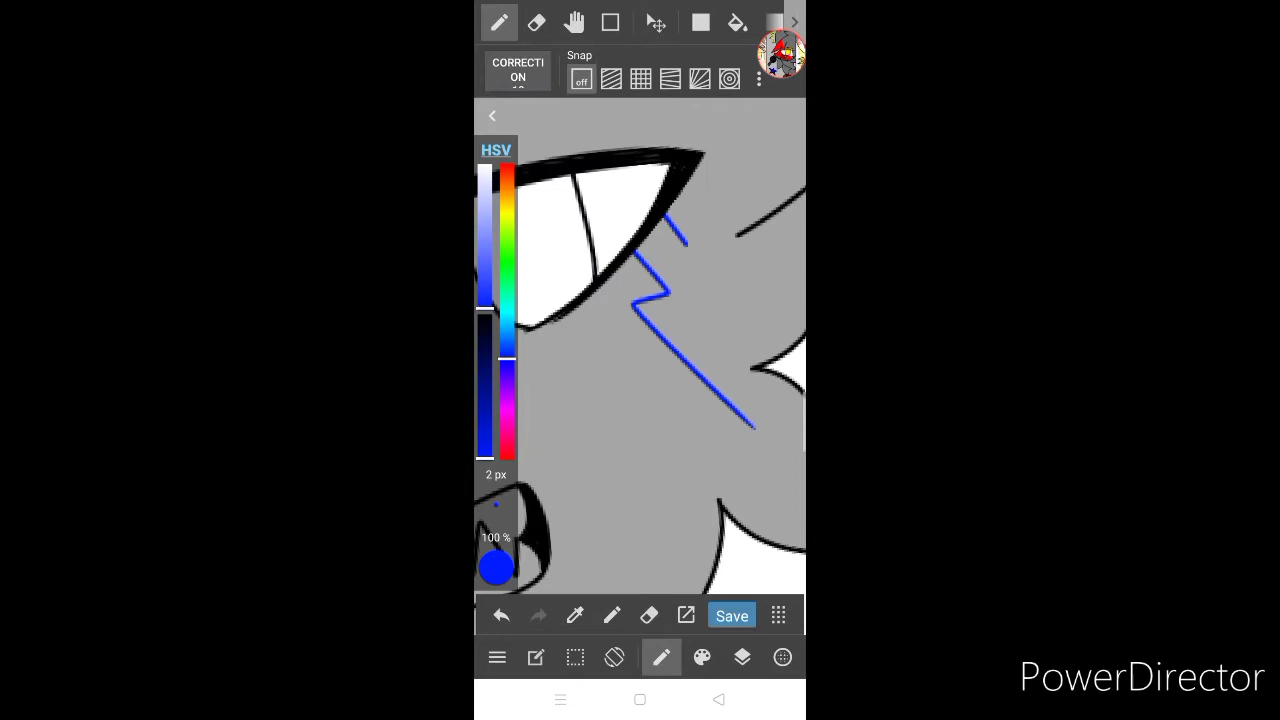 Snap
CORRECTI
ON
off
HSV
2 px
100 %
Save
PowerDirector